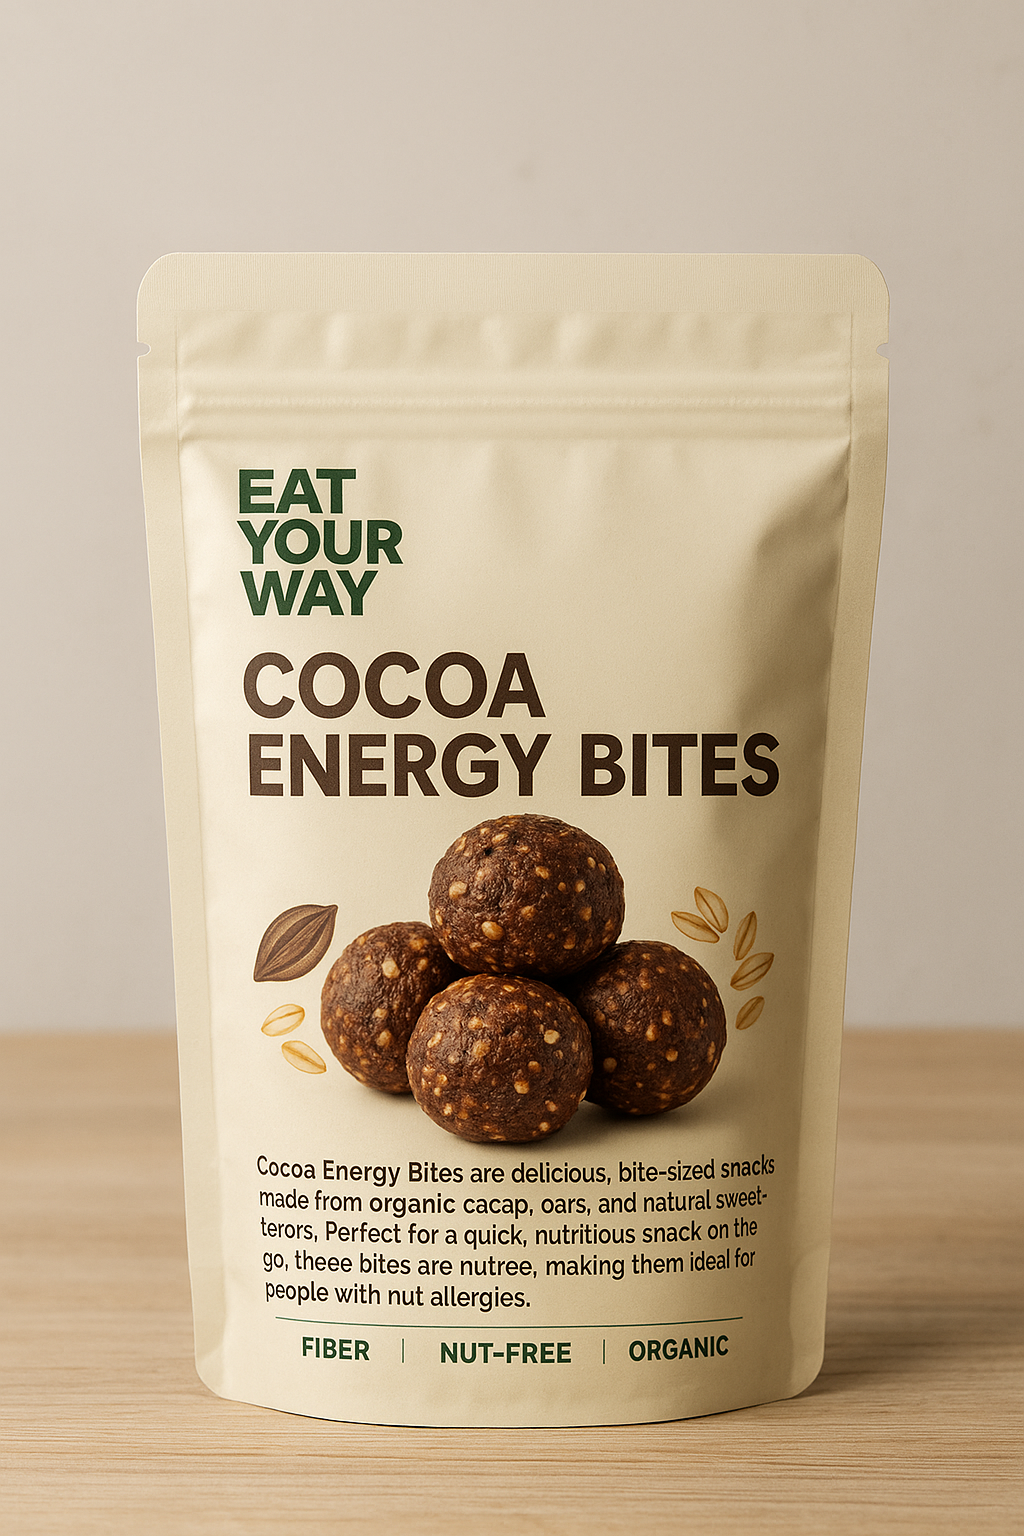 EAT
YOUR
WAY
COCOA
ENERGY BITES
Cocoa Energy Bites are delicious, bite-sized snacks
made from organic cacap, oars, and natural sweet-
terors, Perfect for a quick, nutritious snack on the
go, theee bites are nutree, making them ideal for
people with nut allergies.
FIBER | NUT-FREE | ORGANIC